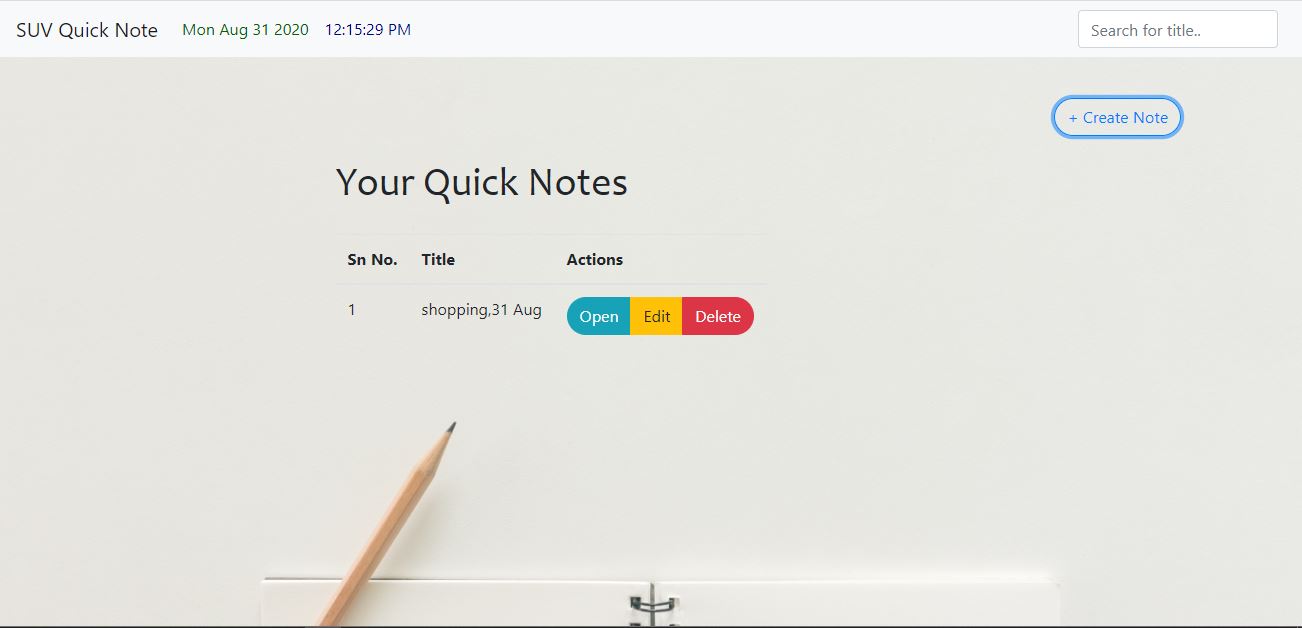 SUV Quick Note Mon Aug 31 2020 12:15:29 PM Search for title..
+ Create Note
Your Quick Notes
Sn No. Title Actions
1 shopping,31 Aug Open Edit Delete